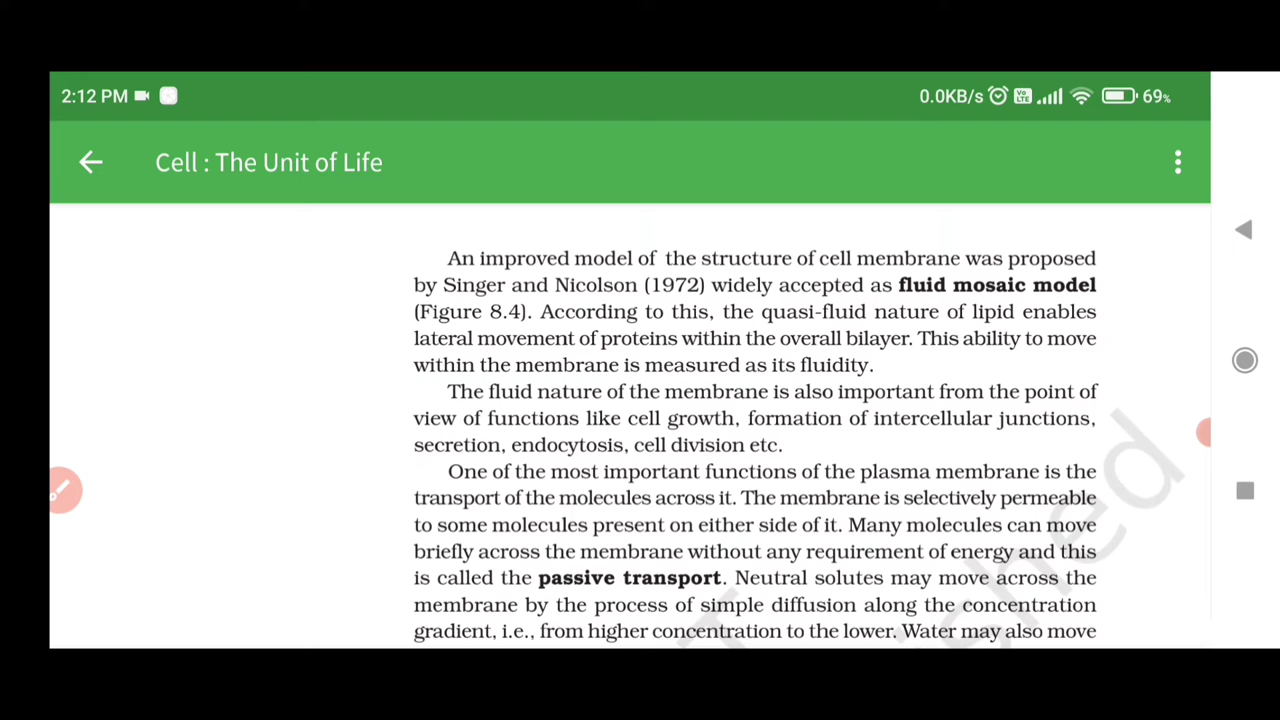 2:12 PM
0.0KB/s Vo LTE 69%
Cell : The Unit of Life
An improved model of the structure of cell membrane was proposed
by Singer and Nicolson (1972) widely accepted as fluid mosaic model
(Figure 8.4). According to this, the quasi-fluid nature of lipid enables
lateral movement of proteins within the overall bilayer. This ability to move
within the membrane is measured as its fluidity.
The fluid nature of the membrane is also important from the point of
view of functions like cell growth, formation of intercellular junctions,
secretion, endocytosis, cell division etc.
One of the most important functions of the plasma membrane is the
transport of the molecules across it. The membrane is selectively permeable
to some molecules present on either side of it. Many molecules can move
briefly across the membrane without any requirement of energy and this
is called the passive transport. Neutral solutes may move across the
membrane by the process of simple diffusion along the concentration
gradient, i.e., from higher concentration to the lower. Water may also move